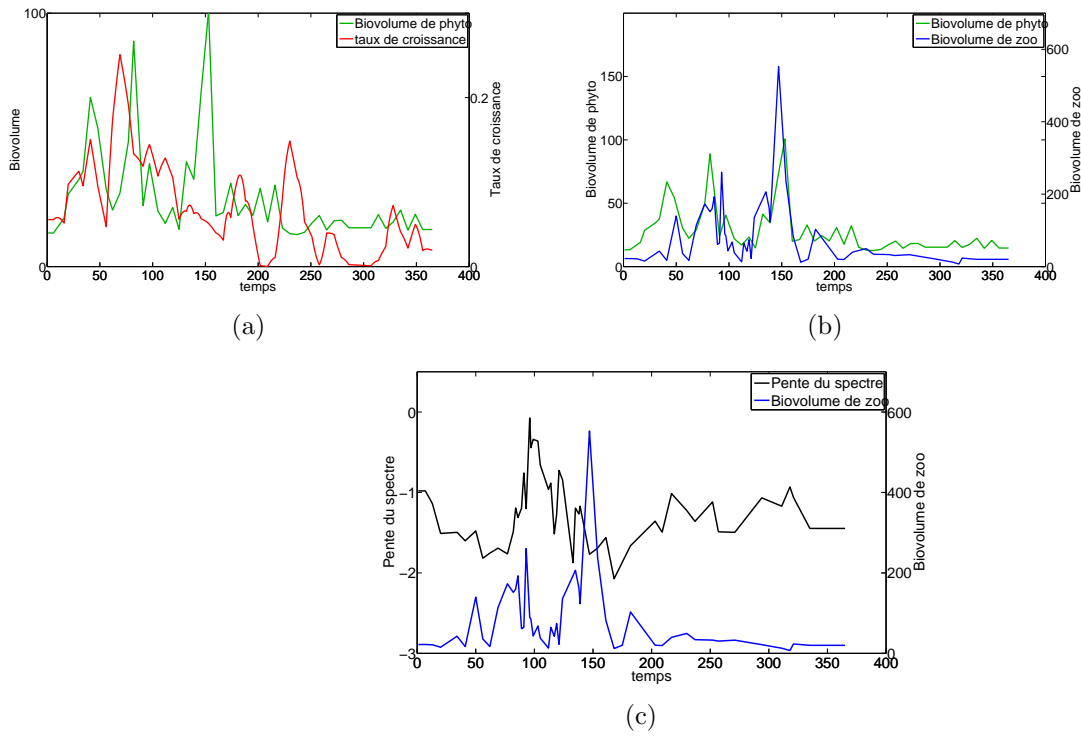 Biovolume de phyto
taux de croissance
100
0
Biovolume
0.2
Taux de croissance
0 50 100 150 200 250 300 350 400
temps
(a)
Biovolume de phyto
Biovolume de zoo
150
100
50
0
Biovolume de phyto
600
400
200
0
Biovolume de zoo
0 50 100 150 200 250 300 350 400
temps
(b)
Pente du spectre
Biovolume de zoo
0
−1
−2
−3
Pente du spectre
600
400
200
0
Biovolume de zoo
0 50 100 150 200 250 300 350 400
temps
(c)